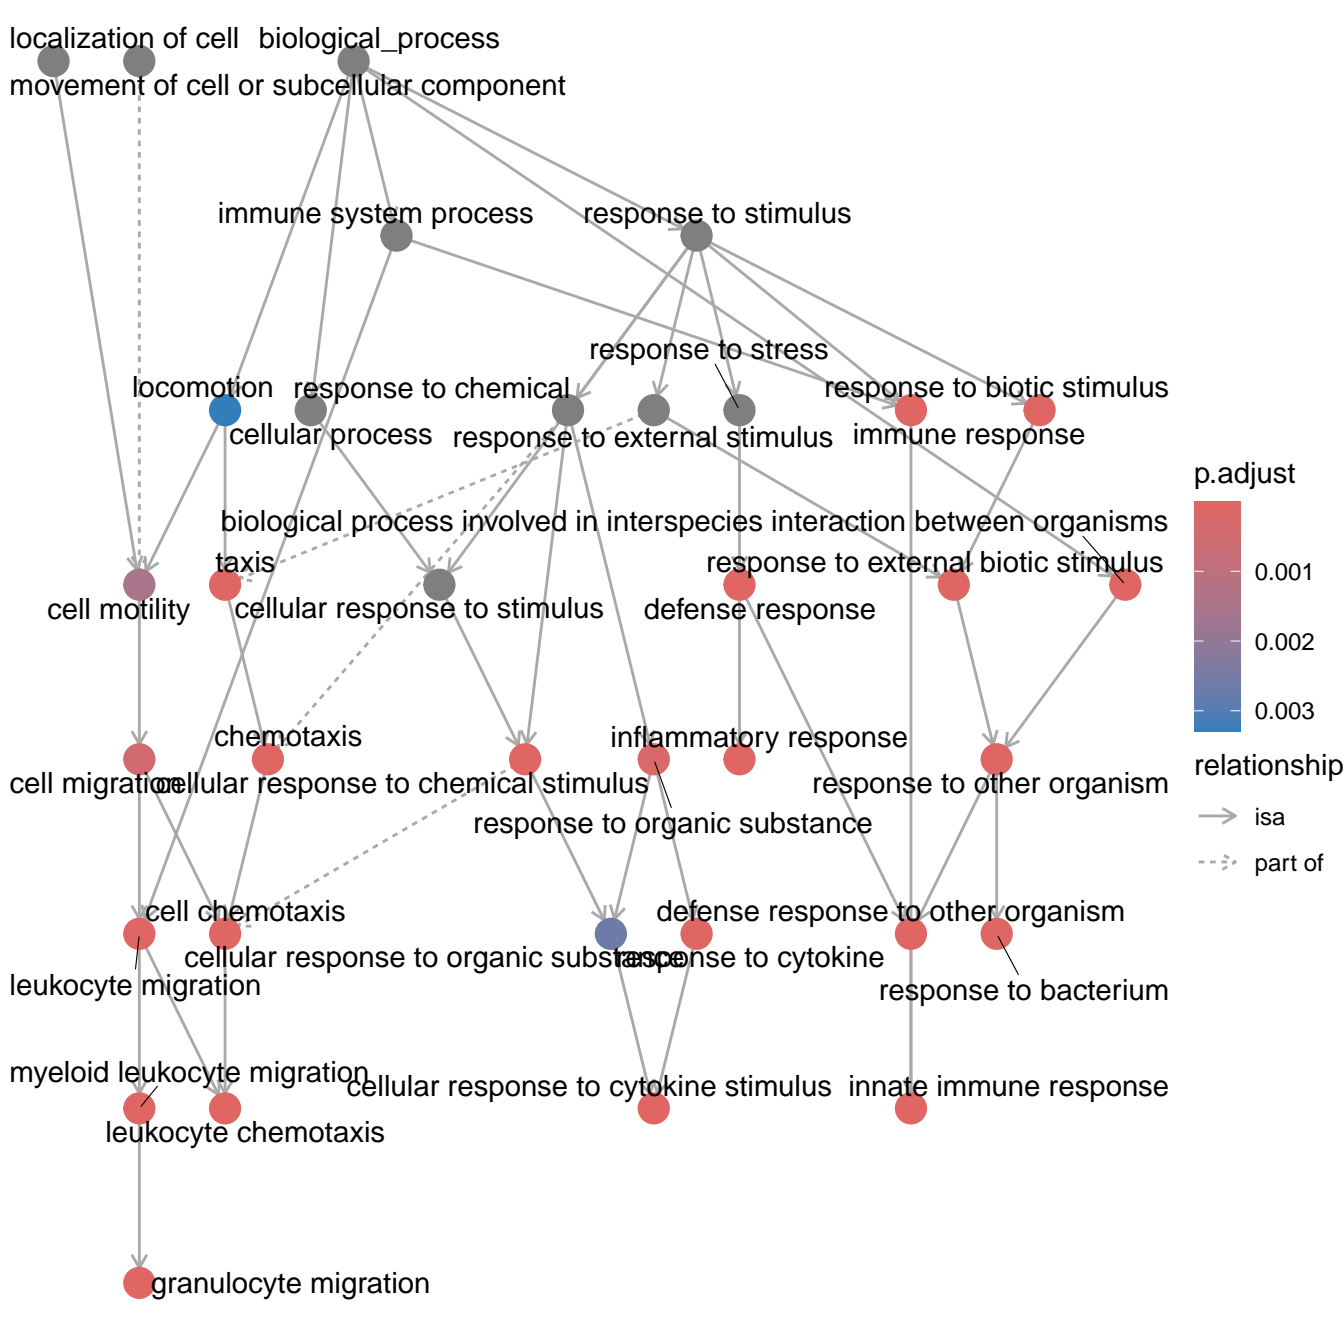 localization of cell
biological_process
movement of cell or subcellular component
immune system process
response to stimulus
response to stress
locomotion
response to chemical
response to biotic stimulus
cellular process
response to external stimulus
immune response
p.adjust
biological process involved in interspecies interaction between organisms
taxis
response to external biotic stimulus
0.001
cell motility
cellular response to stimulus
defense response
0.002
0.003
chemotaxis
inflammatory response
relationship
cell migration
cellular response to chemical stimulus
response to other organism
isa
response to organic substance
part of
cell chemotaxis
defense response to other organism
cellular response to organic substance
response to cytokine
leukocyte migration
response to bacterium
myeloid leukocyte migration
cellular response to cytokine stimulus
innate immune response
leukocyte chemotaxis
granulocyte migration